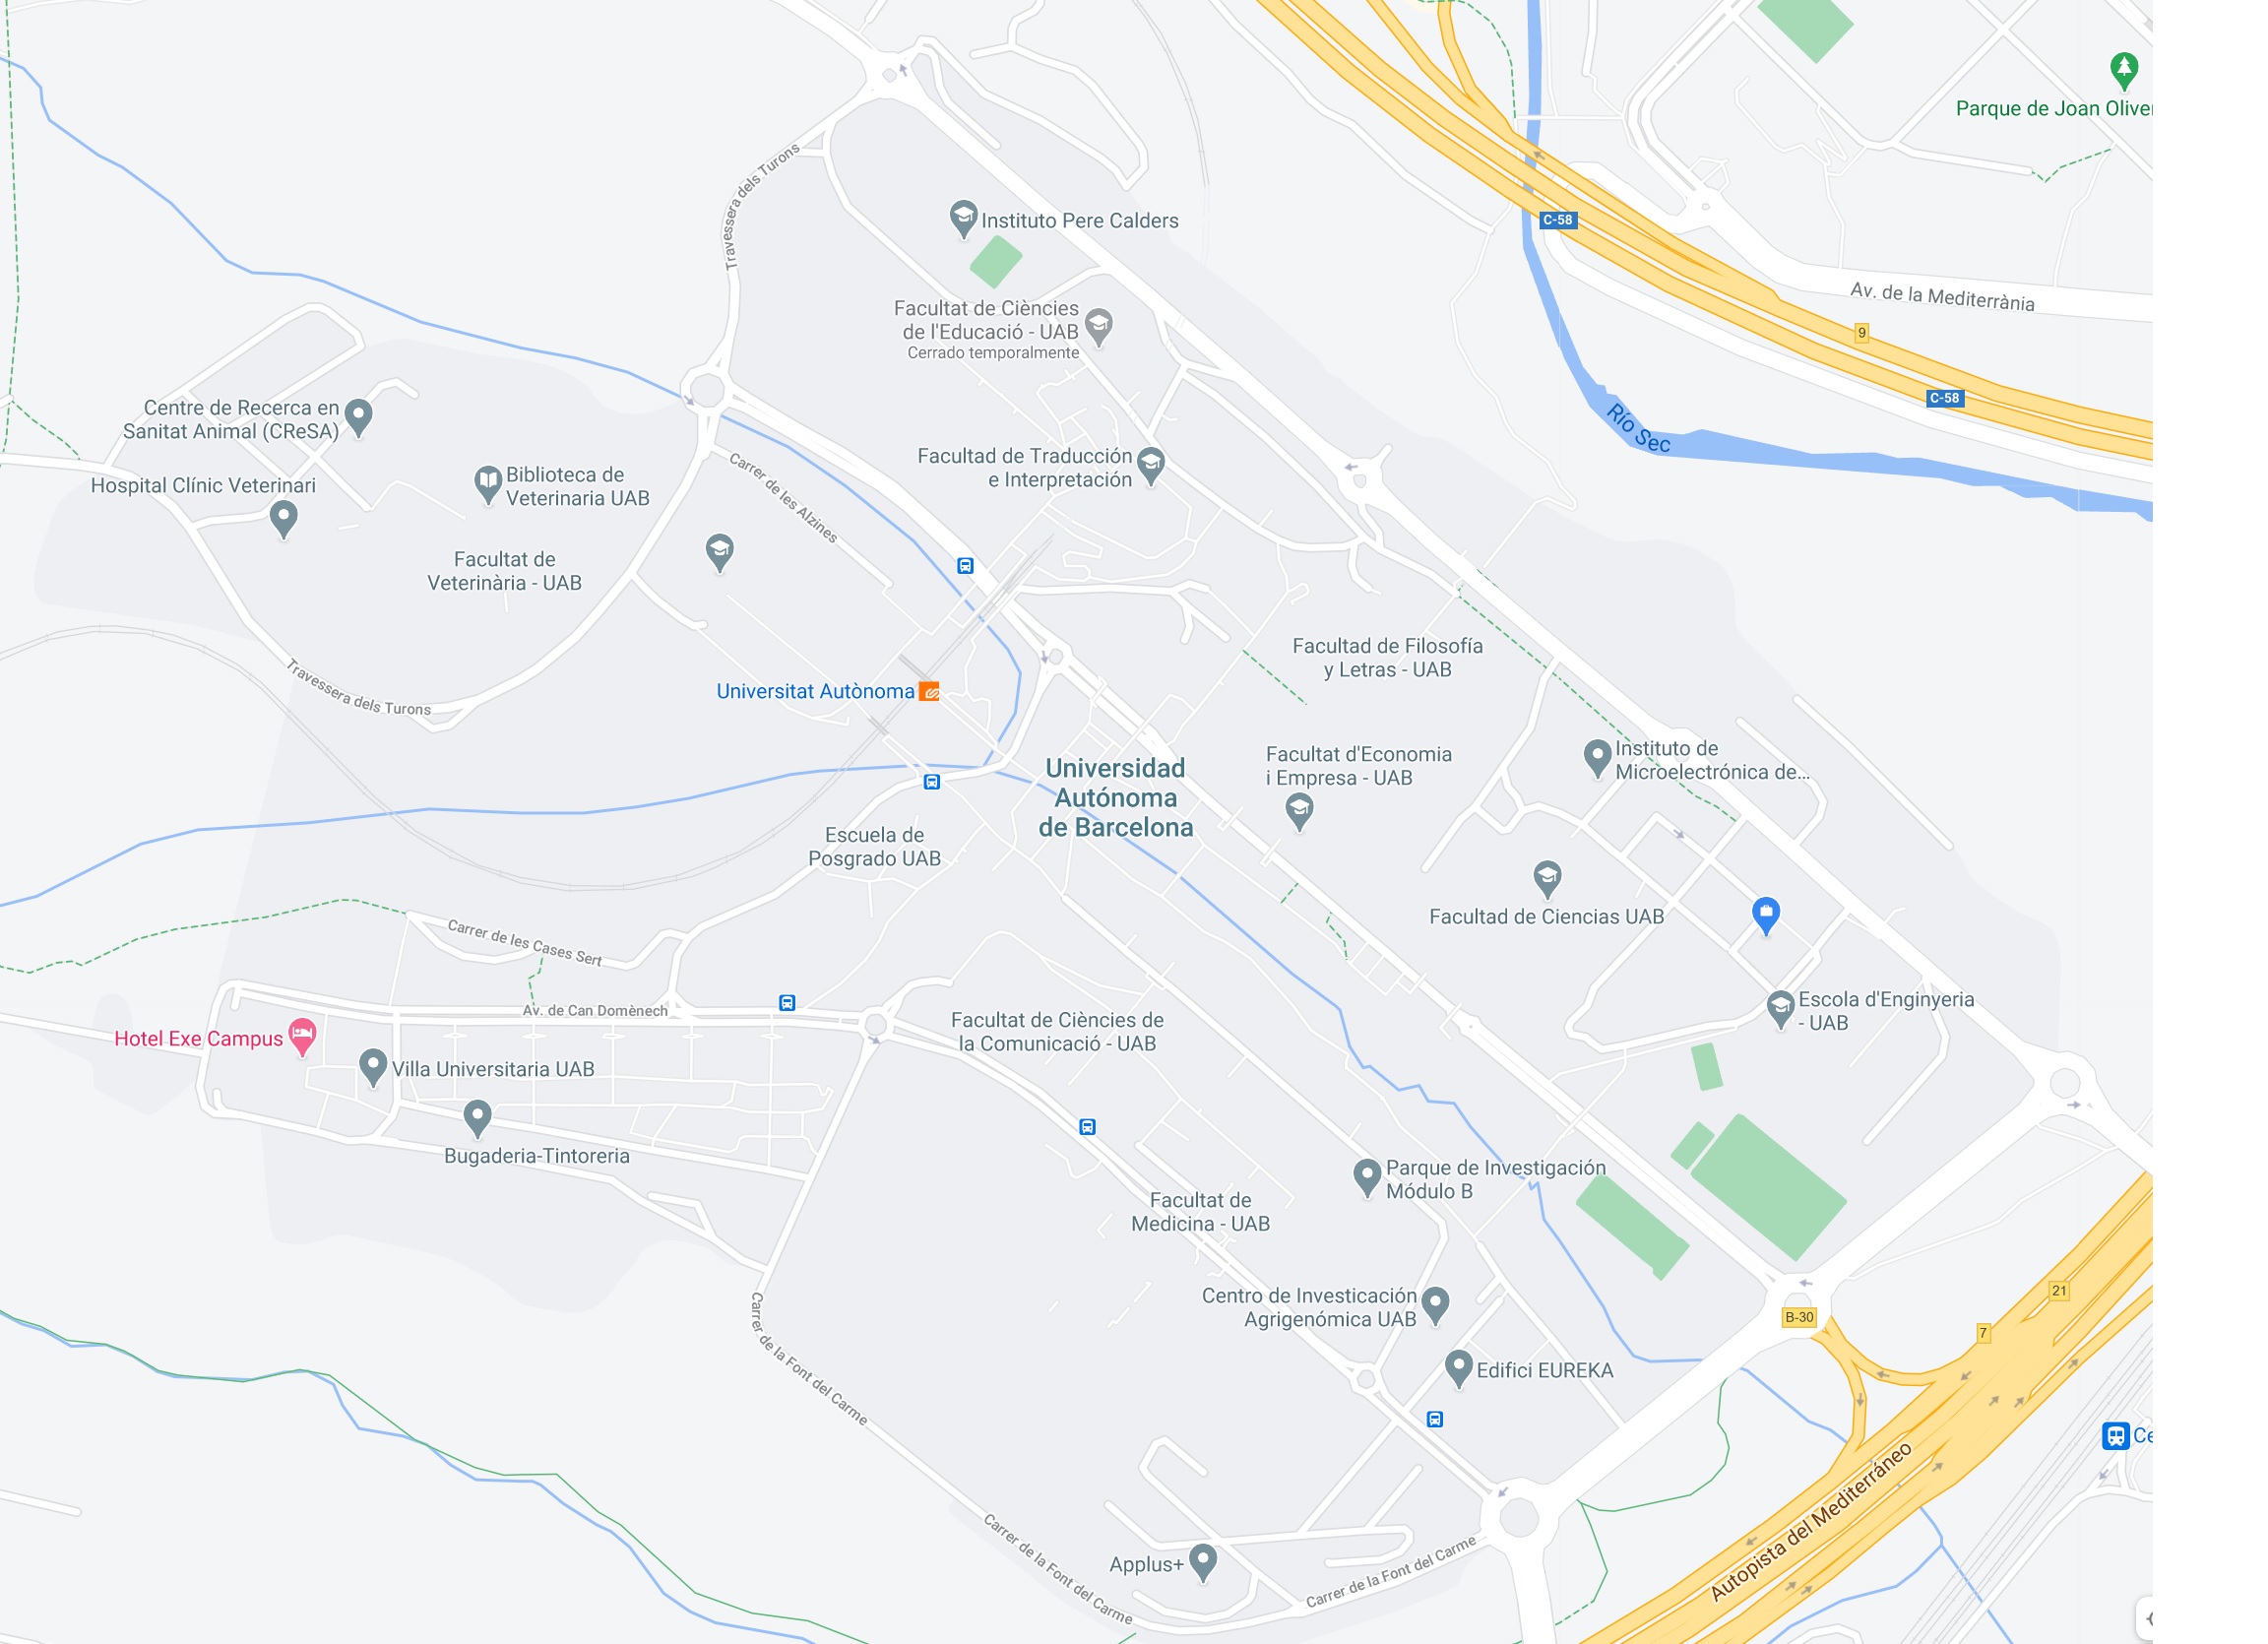 Parque de Joan Oliver
Travessera dels Turons
Instituto Pere Calders
C-58
Av. de la Mediterrània
Facultat de Ciències
de l'Educació - UAB
Cerrado temporalmente
9
C-58
Río Sec
Centre de Recerca en
Sanitat Animal (CReSA)
Hospital Clínic Veterinari
Biblioteca de
Veterinaria UAB
Carrer de les Alzines
Facultad de Traducción
e Interpretación
Facultat de
Veterinària - UAB
Travessera dels Turons
Universitat Autònoma
Facultad de Filosofía
y Letras - UAB
Universidad
Autónoma
de Barcelona
Facultat d'Economia
i Empresa - UAB
Instituto de
Microelectrónica de...
Escuela de
Posgrado UAB
Facultad de Ciencias UAB
Carrer de les Cases Sert
Av. de Can Domènech
Hotel Exe Campus
Villa Universitaria UAB
Bugaderia-Tintoreria
Facultat de Ciències de
la Comunicació - UAB
Escola d'Enginyeria
- UAB
Parque de Investigación
Módulo B
Facultat de
Medicina - UAB
Centro de Investicación
Agrigenómica UAB
Edifici EUREKA
B-30
21
7
Carrer de la Font del Carme
Autopista del Mediterráneo
Ce
Carrer de la Font del Carme
Applus+
Carrer de la Font del Carme